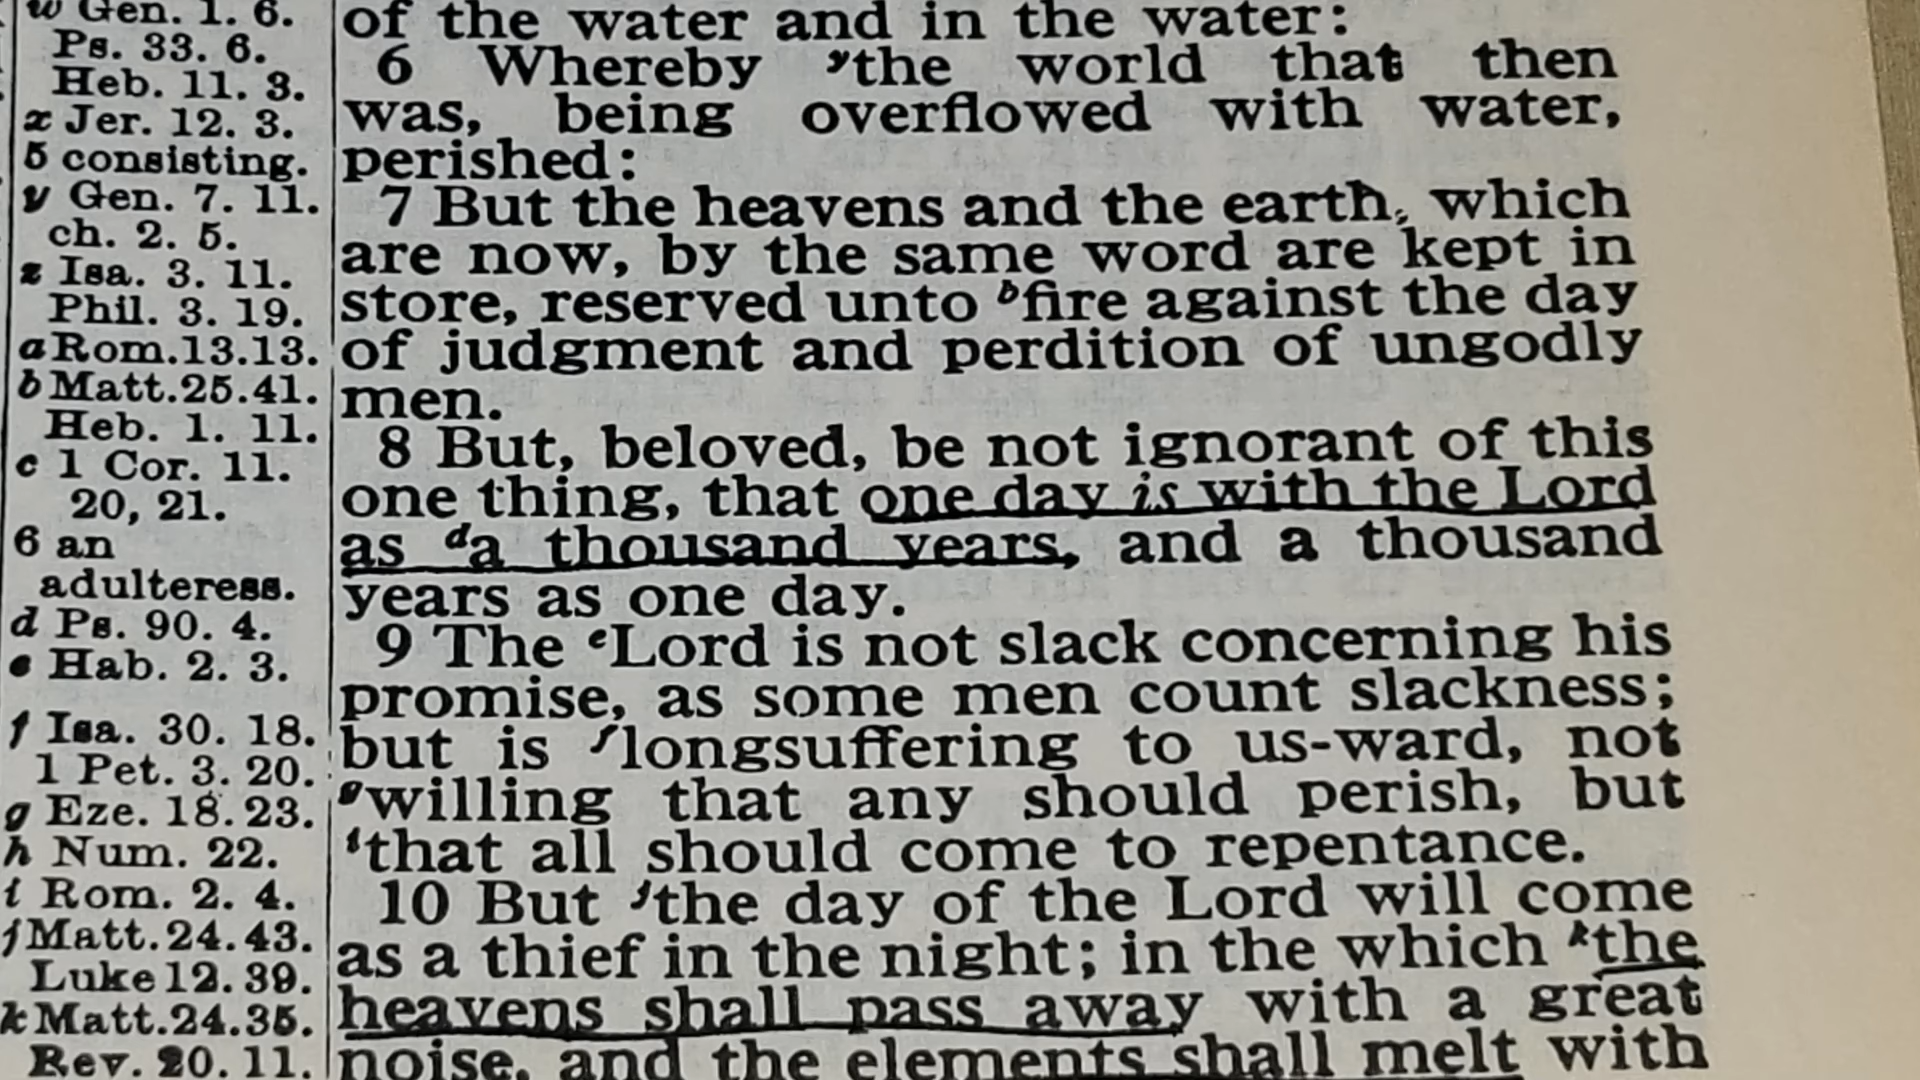 w Gen. 1. 6.
Ps. 33. 6.
Heb. 11. 3.
x Jer. 12. 3.
5 consisting.
y Gen. 7. 11.
ch. 2. 5.
z Isa. 3. 11.
Phil. 3. 19.
a Rom. 13. 13.
b Matt. 25. 41.
Heb. 1. 11.
c 1 Cor. 11.
20, 21.
6 an
adulteress.
d Ps. 90. 4.
e Hab. 2. 3.
f Isa. 30. 18.
1 Pet. 3. 20.
g Eze. 18. 23.
h Num. 22.
i Rom. 2. 4.
j Matt. 24. 43.
Luke 12. 39.
k Matt. 24. 35.
Rev. 20. 11.
of the water and in the water:
6 Whereby y the world that then
was, being overflowed with water,
perished:
7 But the heavens and the earth, which
are now, by the same word are kept in
store, reserved unto b fire against the day
of judgment and perdition of ungodly
men.
8 But, beloved, be not ignorant of this
one thing, that one day is with the Lord
as d a thousand years, and a thousand
years as one day.
9 The e Lord is not slack concerning his
promise, as some men count slackness;
but is f longsuffering to us-ward, not
g willing that any should perish, but
i that all should come to repentance.
10 But j the day of the Lord will come
as a thief in the night; in the which k the
heavens shall pass away with a great
noise, and the elements shall melt with